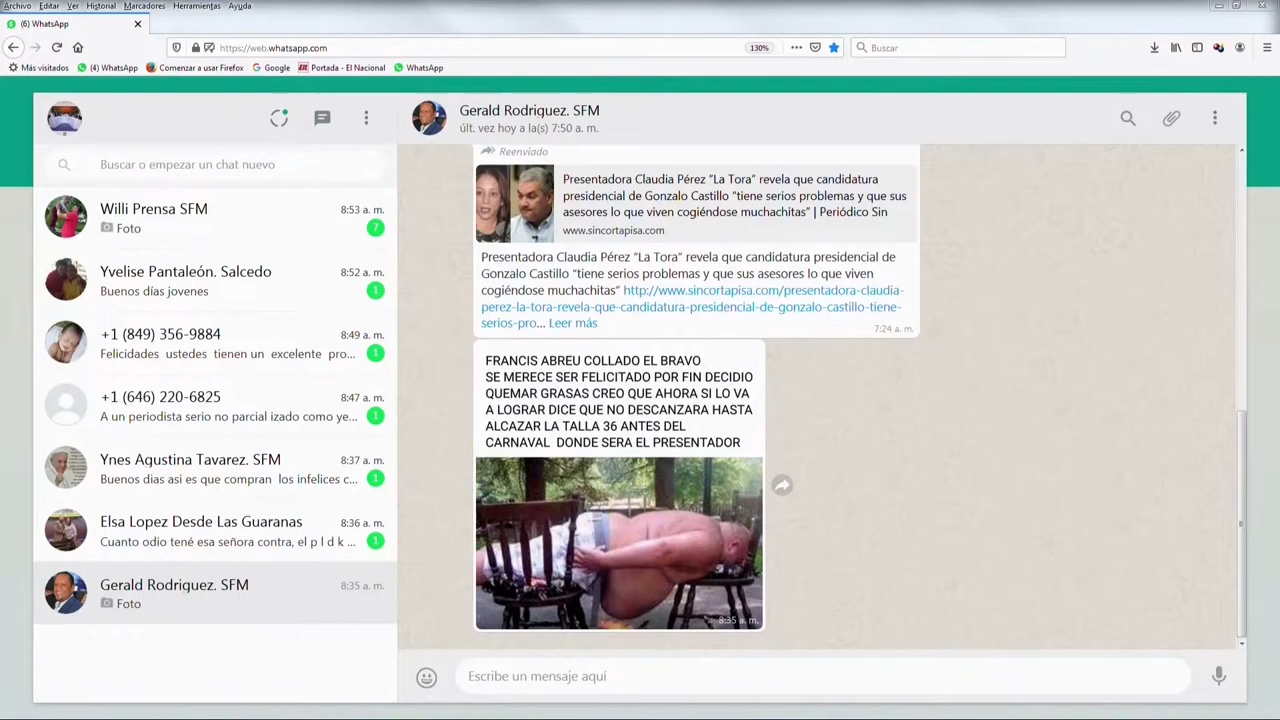 Archivo Editar Ver Historial Marcadores Herramientas Ayuda
(6) WhatsApp
https://web.whatsapp.com
130%
Buscar
Más visitados
(4) WhatsApp
Comenzar a usar Firefox
Google
Portada - El Nacional
WhatsApp
Buscar o empezar un chat nuevo
Willi Prensa SFM
8:53 a. m.
Foto
7
Yvelise Pantaleón. Salcedo
8:52 a. m.
Buenos días jovenes
1
+1 (849) 356-9884
8:49 a. m.
Felicidades ustedes tienen un excelente pro...
1
+1 (646) 220-6825
8:47 a. m.
A un periodista serio no parcial izado como ye...
1
Ynes Agustina Tavarez. SFM
8:37 a. m.
Buenos dias asi es que compran los infelices c...
1
Elsa Lopez Desde Las Guaranas
8:36 a. m.
Cuanto odio tené esa señora contra, el p l d k ...
1
Gerald Rodriguez. SFM
8:35 a. m.
Foto
Gerald Rodriguez. SFM
últ. vez hoy a la(s) 7:50 a. m.
Reenviado
Presentadora Claudia Pérez “La Tora” revela que candidatura
presidencial de Gonzalo Castillo “tiene serios problemas y que sus
asesores lo que viven cogiéndose muchachitas” | Periódico Sin
www.sincortapisa.com
Presentadora Claudia Pérez “La Tora” revela que candidatura presidencial de
Gonzalo Castillo “tiene serios problemas y que sus asesores lo que viven
cogiéndose muchachitas” http://www.sincortapisa.com/presentadora-claudia-
perez-la-tora-revela-que-candidatura-presidencial-de-gonzalo-castillo-tiene-
serios-pro... Leer más
7:24 a. m.
FRANCIS ABREU COLLADO EL BRAVO
SE MERECE SER FELICITADO POR FIN DECIDIO
QUEMAR GRASAS CREO QUE AHORA SI LO VA
A LOGRAR DICE QUE NO DESCANZARA HASTA
ALCAZAR LA TALLA 36 ANTES DEL
CARNAVAL DONDE SERA EL PRESENTADOR
8:35 a. m.
Escribe un mensaje aquí